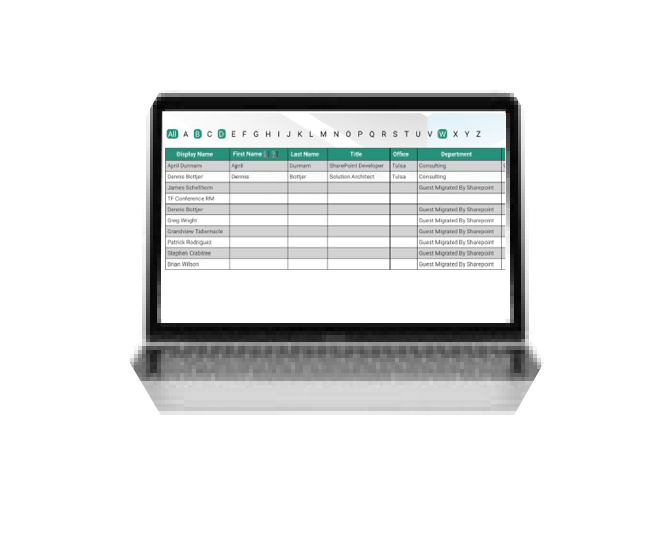 All A B C D E F G H I J K L M N O P Q R S T U V W X Y Z
Display Name First Name Last Name Title Office Department
April Dunnam April Dunnam SharePoint Developer Tulsa Consulting
Dennis Bottjer Dennis Bottjer Solution Architect Tulsa Consulting
James Schellhorn Guest Migrated By Sharepoint
TF Conference RM
Dennis Bottjer Guest Migrated By Sharepoint
Greg Wright Guest Migrated By Sharepoint
Grandview Tabernacle Guest Migrated By Sharepoint
Patrick Rodriguez Guest Migrated By Sharepoint
Stephen Crabtree Guest Migrated By Sharepoint
Brian Wilson Guest Migrated By Sharepoint